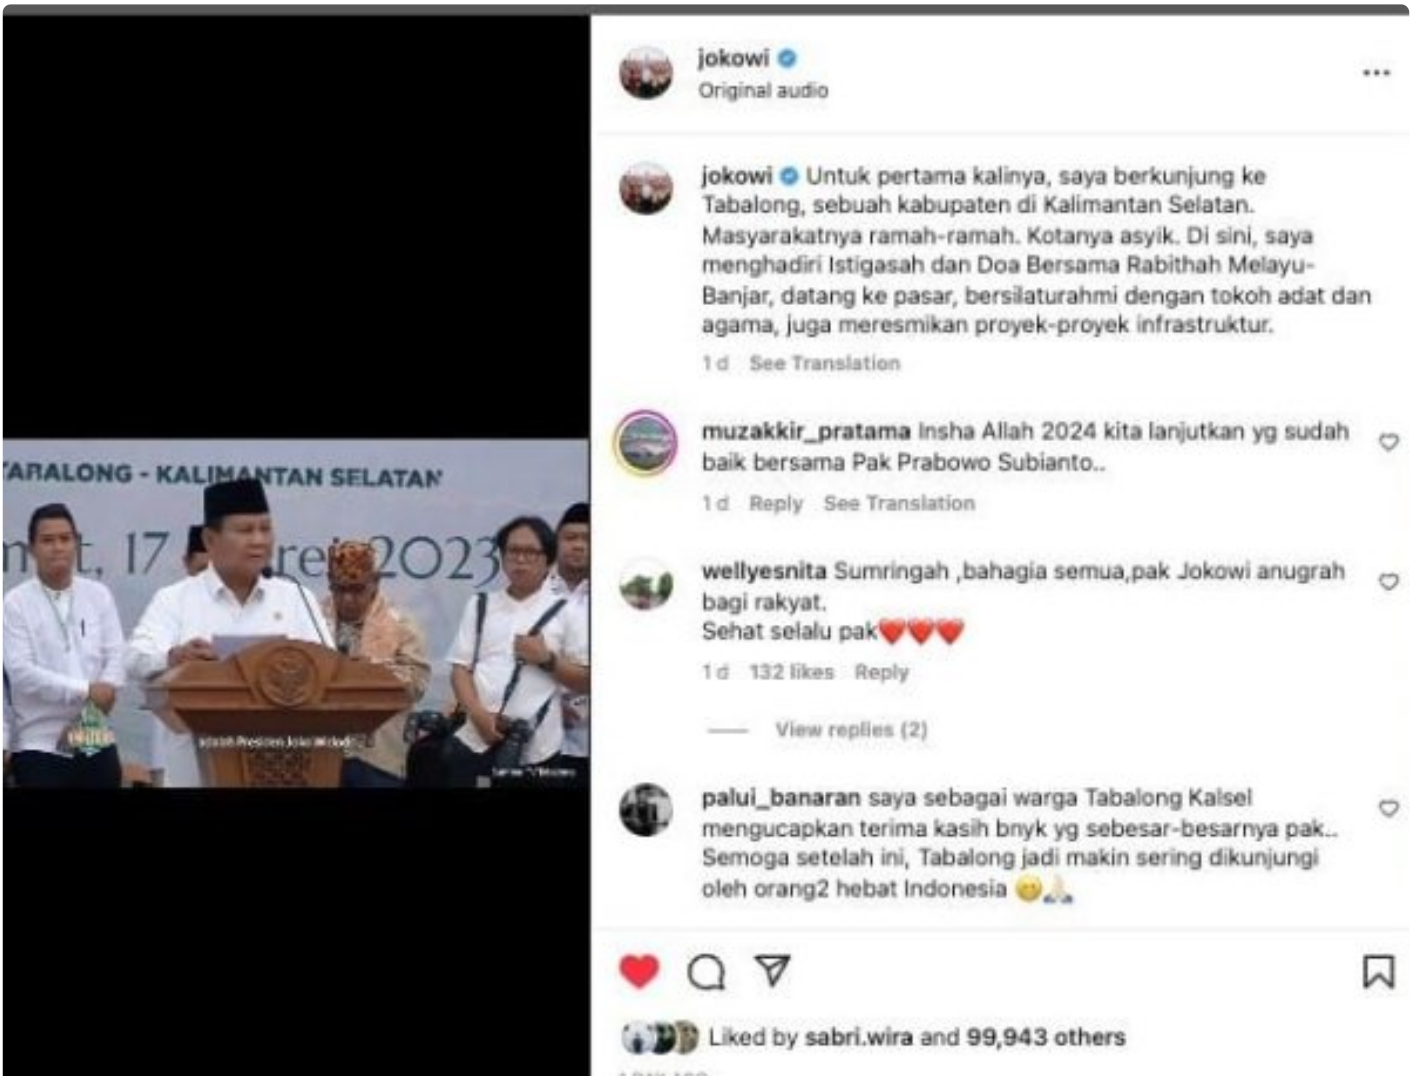 TABALONG - KALIMANTAN SELATAN
17 2023
adalah Presiden Joko Widodo
jokowi
Original audio
jokowi Untuk pertama kalinya, saya berkunjung ke
Tabalong, sebuah kabupaten di Kalimantan Selatan.
Masyarakatnya ramah-ramah. Kotanya asyik. Di sini, saya
menghadiri Istigasah dan Doa Bersama Rabithah Melayu-
Banjar, datang ke pasar, bersilaturahmi dengan tokoh adat dan
agama, juga meresmikan proyek-proyek infrastruktur.
1 d See Translation
muzakkir_pratama Insha Allah 2024 kita lanjutkan yg sudah
baik bersama Pak Prabowo Subianto..
1 d Reply See Translation
wellyesnita Sumringah ,bahagia semua,pak Jokowi anugrah
bagi rakyat.
Sehat selalu pak❤️❤️❤️
1 d 132 likes Reply
View replies (2)
palui_banaran saya sebagai warga Tabalong Kalsel
mengucapkan terima kasih bnyk yg sebesar-besarnya pak..
Semoga setelah ini, Tabalong jadi makin sering dikunjungi
oleh orang2 hebat Indonesia 😊🙏🏻
Liked by sabri.wira and 99,943 others